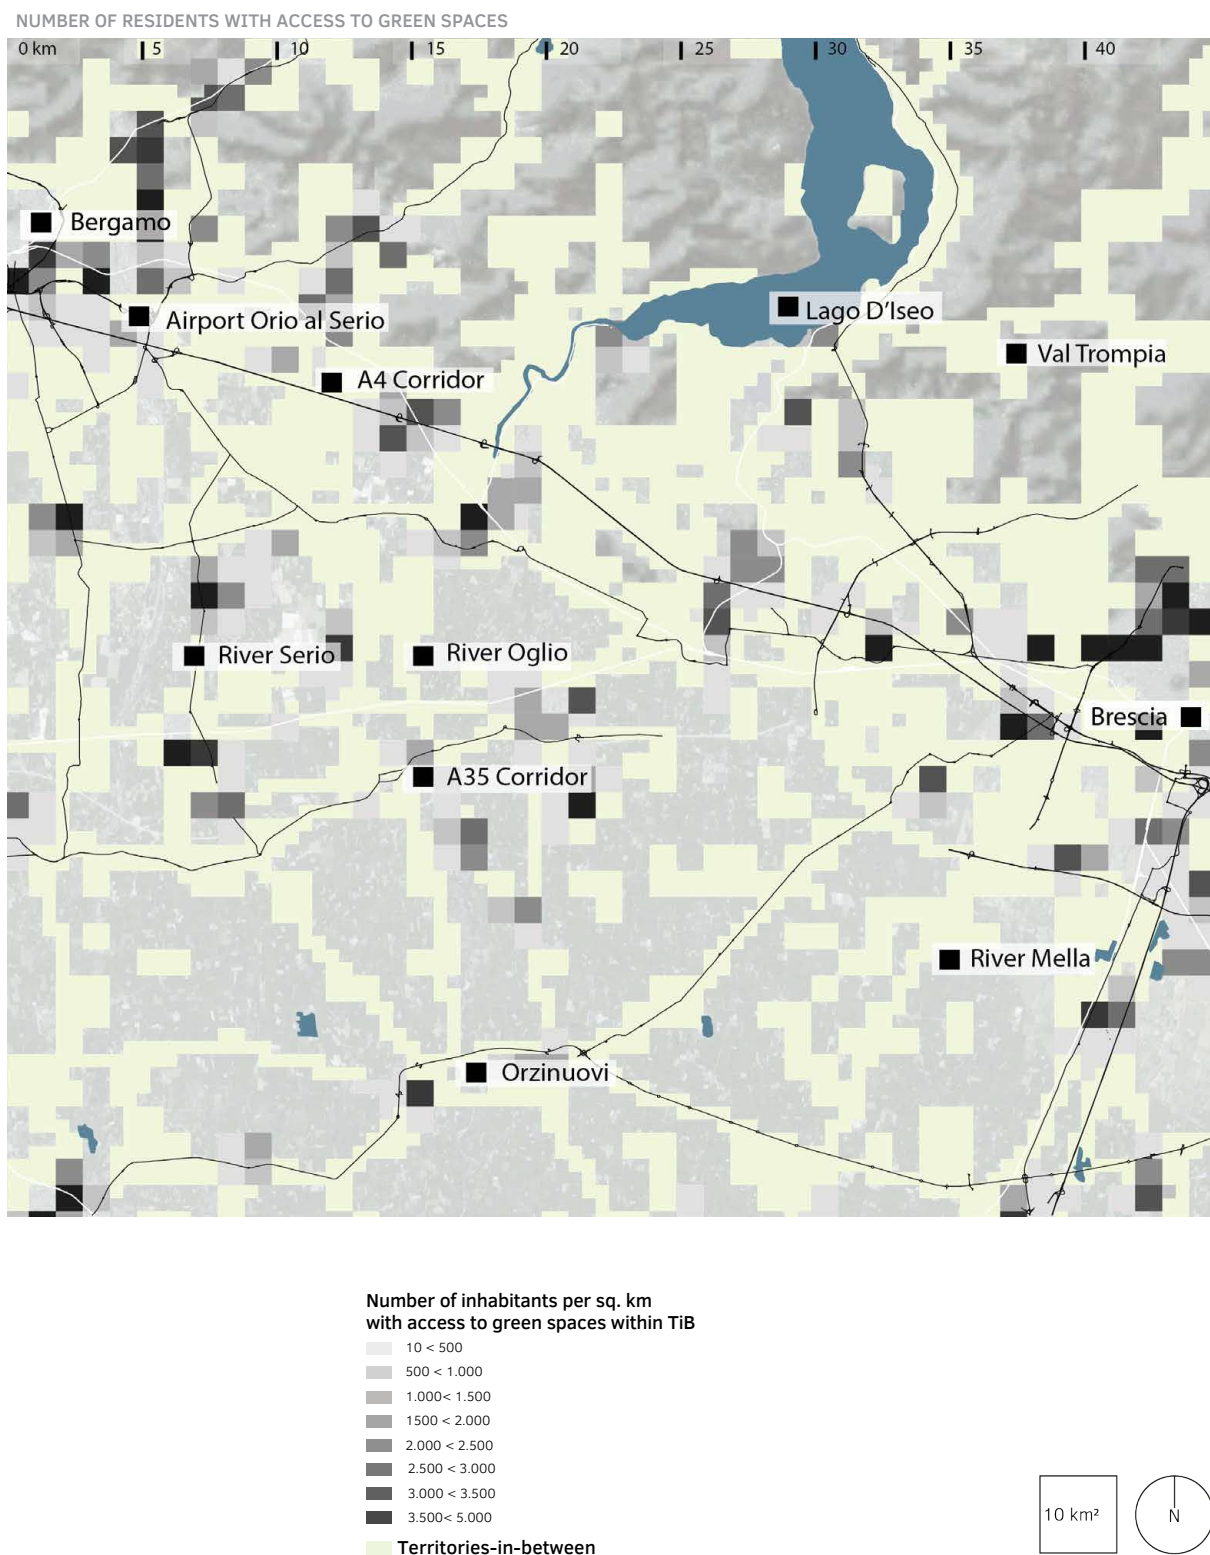 NUMBER OF RESIDENTS WITH ACCESS TO GREEN SPACES
0 km 5 10 15 20 25 30 35 40
Bergamo
Lago D'Iseo
Airport Orio al Serio
Val Trompia
A4 Corridor
River Serio
River Oglio
Brescia
A35 Corridor
River Mella
Orzinuovi
Number of inhabitants per sq. km
with access to green spaces within TiB
10 < 500
500 < 1.000
1.000< 1.500
1500 < 2.000
2.000 < 2.500
2.500 < 3.000
3.000 < 3.500
3.500< 5.000
Territories-in-between
10 km²
N